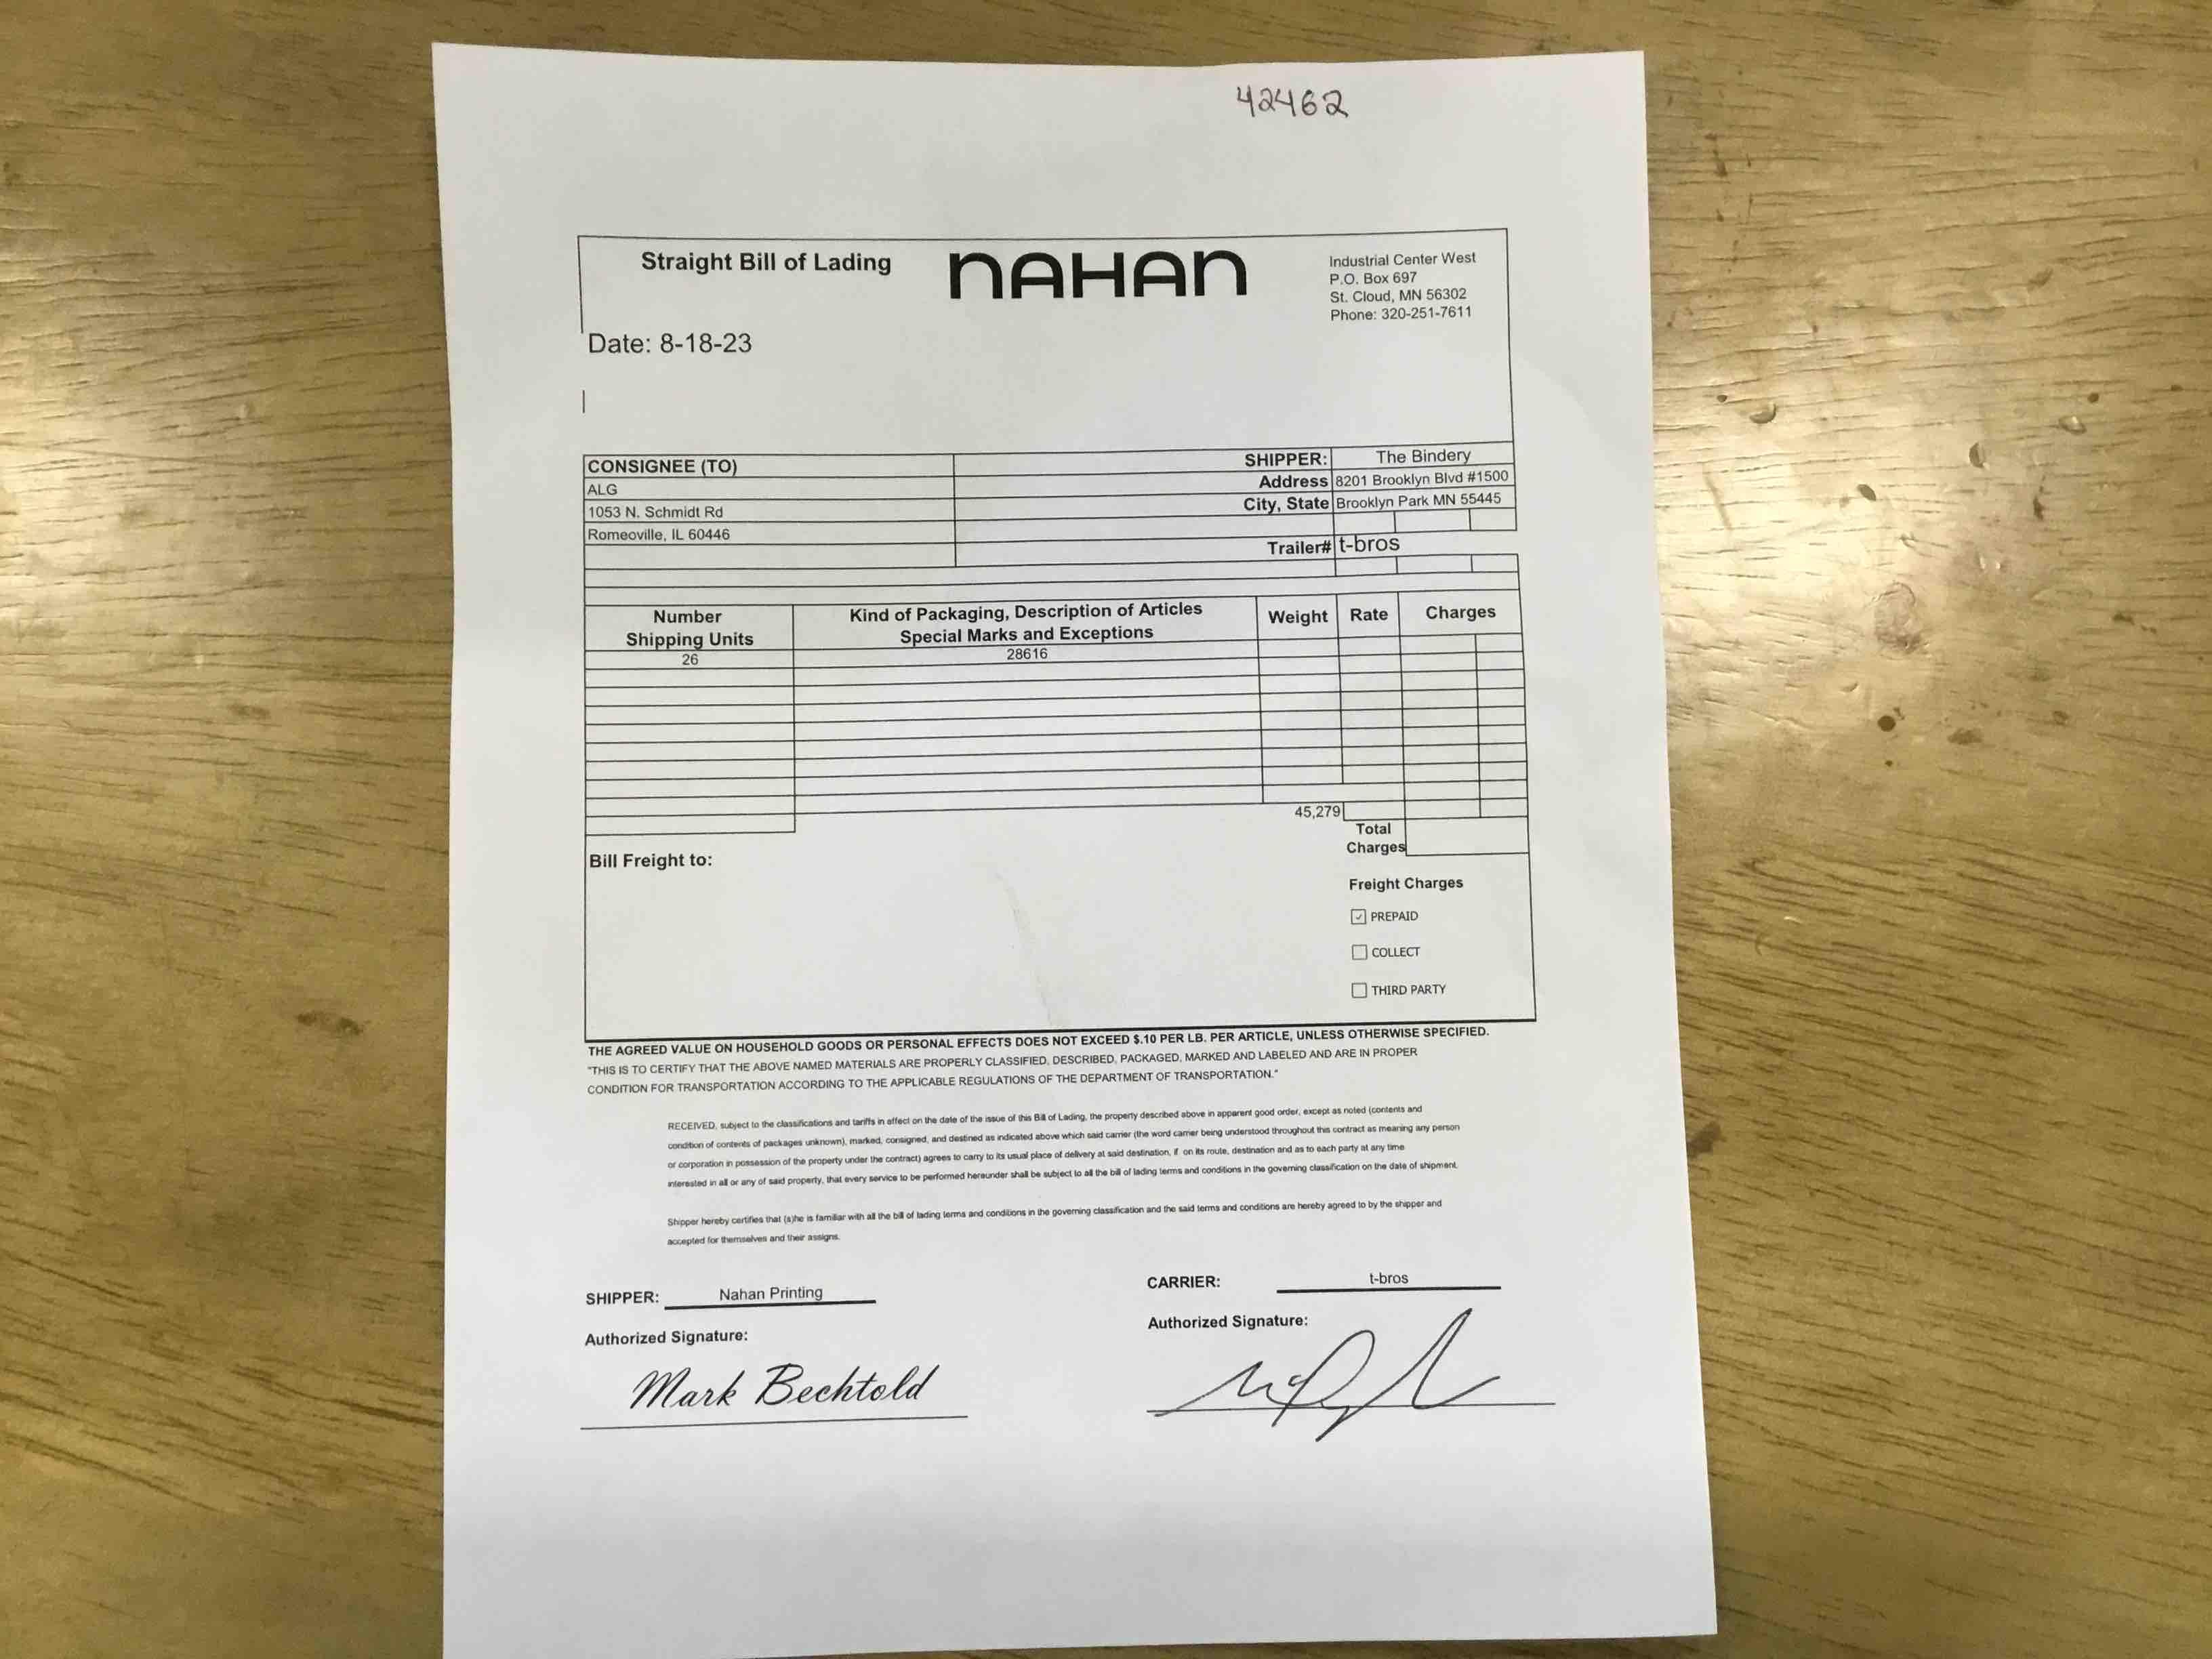 42462
Straight Bill of Lading
NAHAN
Industrial Center West
P.O. Box 697
St. Cloud, MN 56302
Phone: 320-251-7611
Date: 8-18-23
CONSIGNEE (TO)
ALG
1053 N. Schmidt Rd
Romeoville, IL 60446
SHIPPER: The Bindery
Address 8201 Brooklyn Blvd #1500
City, State Brooklyn Park MN 55445
Trailer# t-bros
Number
Shipping Units
Kind of Packaging, Description of Articles
Special Marks and Exceptions
Weight
Rate
Charges
26
28616
45,279
Total
Charges
Bill Freight to:
Freight Charges
PREPAID
COLLECT
THIRD PARTY
THE AGREED VALUE ON HOUSEHOLD GOODS OR PERSONAL EFFECTS DOES NOT EXCEED $.10 PER LB. PER ARTICLE, UNLESS OTHERWISE SPECIFIED.
"THIS IS TO CERTIFY THAT THE ABOVE NAMED MATERIALS ARE PROPERLY CLASSIFIED, DESCRIBED, PACKAGED, MARKED AND LABELED AND ARE IN PROPER
CONDITION FOR TRANSPORTATION ACCORDING TO THE APPLICABLE REGULATIONS OF THE DEPARTMENT OF TRANSPORTATION."
RECEIVED, subject to the classifications and tariffs in effect on the date of the issue of this Bill of Lading, the property described above in apparent good order, except as noted (contents and
condition of contents of packages unknown), marked, consigned, and destined as indicated above which said carrier (the word carrier being understood throughout this contract as meaning any person
or corporation in possession of the property under the contract) agrees to carry to its usual place of delivery at said destination, if on its route, destination and as to each party at any time
interested in all or any of said property, that every service to be performed hereunder shall be subject to all the bill of lading terms and conditions in the governing classification on the date of shipment.
Shipper hereby certifies that (s)he is familiar with all the bill of lading terms and conditions in the governing classification and the said terms and conditions are hereby agreed to by the shipper and
accepted for themselves and their assigns.
SHIPPER: Nahan Printing
CARRIER: t-bros
Authorized Signature:
Authorized Signature:
Mark Bechtold